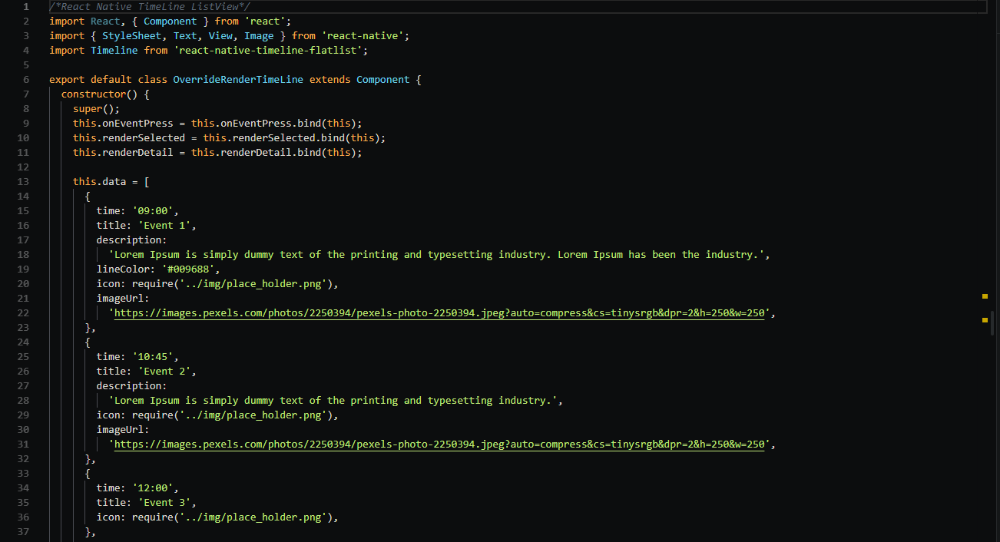 1 /*React Native TimeLine ListView*/
2 import React, { Component } from 'react';
3 import { StyleSheet, Text, View, Image } from 'react-native';
4 import Timeline from 'react-native-timeline-flatlist';
5
6 export default class OverrideRenderTimeLine extends Component {
7 constructor() {
8 super();
9 this.onEventPress = this.onEventPress.bind(this);
10 this.renderSelected = this.renderSelected.bind(this);
11 this.renderDetail = this.renderDetail.bind(this);
12
13 this.data = [
14 {
15 time: '09:00',
16 title: 'Event 1',
17 description:
18 'Lorem Ipsum is simply dummy text of the printing and typesetting industry. Lorem Ipsum has been the industry.',
19 lineColor: '#009688',
20 icon: require('../img/place_holder.png'),
21 imageUrl:
22 'https://images.pexels.com/photos/2250394/pexels-photo-2250394.jpeg?auto=compress&cs=tinysrgb&dpr=2&h=250&w=250',
23 },
24 {
25 time: '10:45',
26 title: 'Event 2',
27 description:
28 'Lorem Ipsum is simply dummy text of the printing and typesetting industry.',
29 icon: require('../img/place_holder.png'),
30 imageUrl:
31 'https://images.pexels.com/photos/2250394/pexels-photo-2250394.jpeg?auto=compress&cs=tinysrgb&dpr=2&h=250&w=250',
32 },
33 {
34 time: '12:00',
35 title: 'Event 3',
36 icon: require('../img/place_holder.png'),
37 },